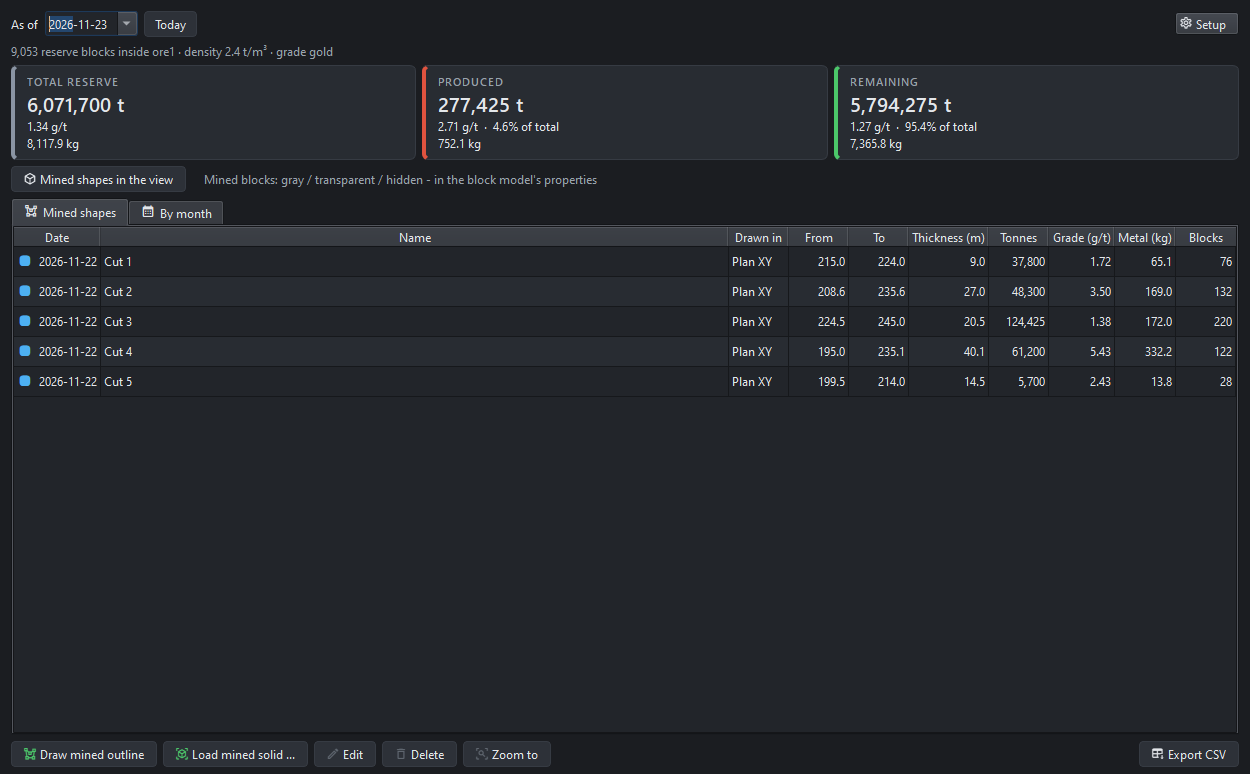 As of 2026-11-23 Today Setup
9,053 reserve blocks inside ore1 · density 2.4 t/m³ · grade gold
TOTAL RESERVE PRODUCED REMAINING
6,071,700 t 277,425 t 5,794,275 t
1.34 g/t 2.71 g/t · 4.6% of total 1.27 g/t · 95.4% of total
8,117.9 kg 752.1 kg 7,365.8 kg
Mined shapes in the view Mined blocks: gray / transparent / hidden - in the block model's properties
Mined shapes By month
Date Name Drawn in From To Thickness (m) Tonnes Grade (g/t) Metal (kg) Blocks
2026-11-22 Cut 1 Plan XY 215.0 224.0 9.0 37,800 1.72 65.1 76
2026-11-22 Cut 2 Plan XY 208.6 235.6 27.0 48,300 3.50 169.0 132
2026-11-22 Cut 3 Plan XY 224.5 245.0 20.5 124,425 1.38 172.0 220
2026-11-22 Cut 4 Plan XY 195.0 235.1 40.1 61,200 5.43 332.2 122
2026-11-22 Cut 5 Plan XY 199.5 214.0 14.5 5,700 2.43 13.8 28
Draw mined outline Load mined solid ... Edit Delete Zoom to Export CSV